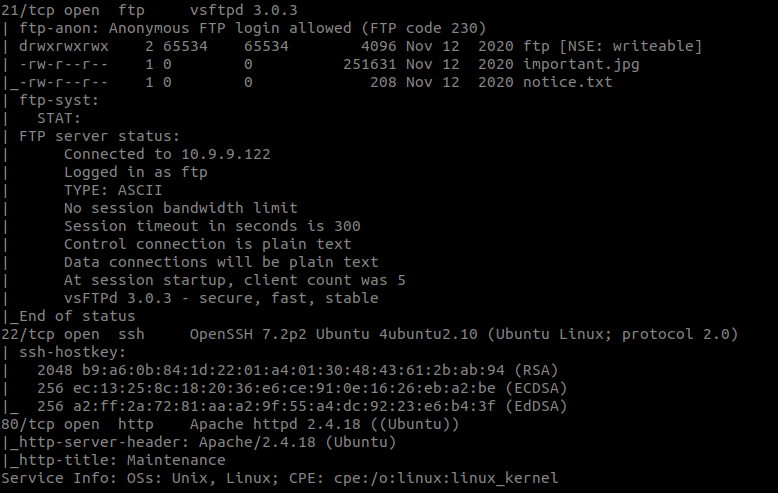 21/tcp open  ftp     vsftpd 3.0.3
| ftp-anon: Anonymous FTP login allowed (FTP code 230)
| drwxrwxrwx    2 65534    65534        4096 Nov 12  2020 ftp [NSE: writeable]
| -rw-r--r--    1 0        0          251631 Nov 12  2020 important.jpg
|_-rw-r--r--    1 0        0             208 Nov 12  2020 notice.txt
| ftp-syst:
|   STAT:
| FTP server status:
|      Connected to 10.9.9.122
|      Logged in as ftp
|      TYPE: ASCII
|      No session bandwidth limit
|      Session timeout in seconds is 300
|      Control connection is plain text
|      Data connections will be plain text
|      At session startup, client count was 5
|      vsFTPd 3.0.3 - secure, fast, stable
|_End of status
22/tcp open  ssh     OpenSSH 7.2p2 Ubuntu 4ubuntu2.10 (Ubuntu Linux; protocol 2.0)
| ssh-hostkey:
|   2048 b9:a6:0b:84:1d:22:01:a4:01:30:48:43:61:2b:ab:94 (RSA)
|   256 ec:13:25:8c:18:20:36:e6:ce:91:0e:16:26:eb:a2:be (ECDSA)
|_  256 a2:ff:2a:72:81:aa:a2:9f:55:a4:dc:92:23:e6:b4:3f (EdDSA)
80/tcp open  http    Apache httpd 2.4.18 ((Ubuntu))
|_http-server-header: Apache/2.4.18 (Ubuntu)
|_http-title: Maintenance
Service Info: OSs: Unix, Linux; CPE: cpe:/o:linux:linux_kernel